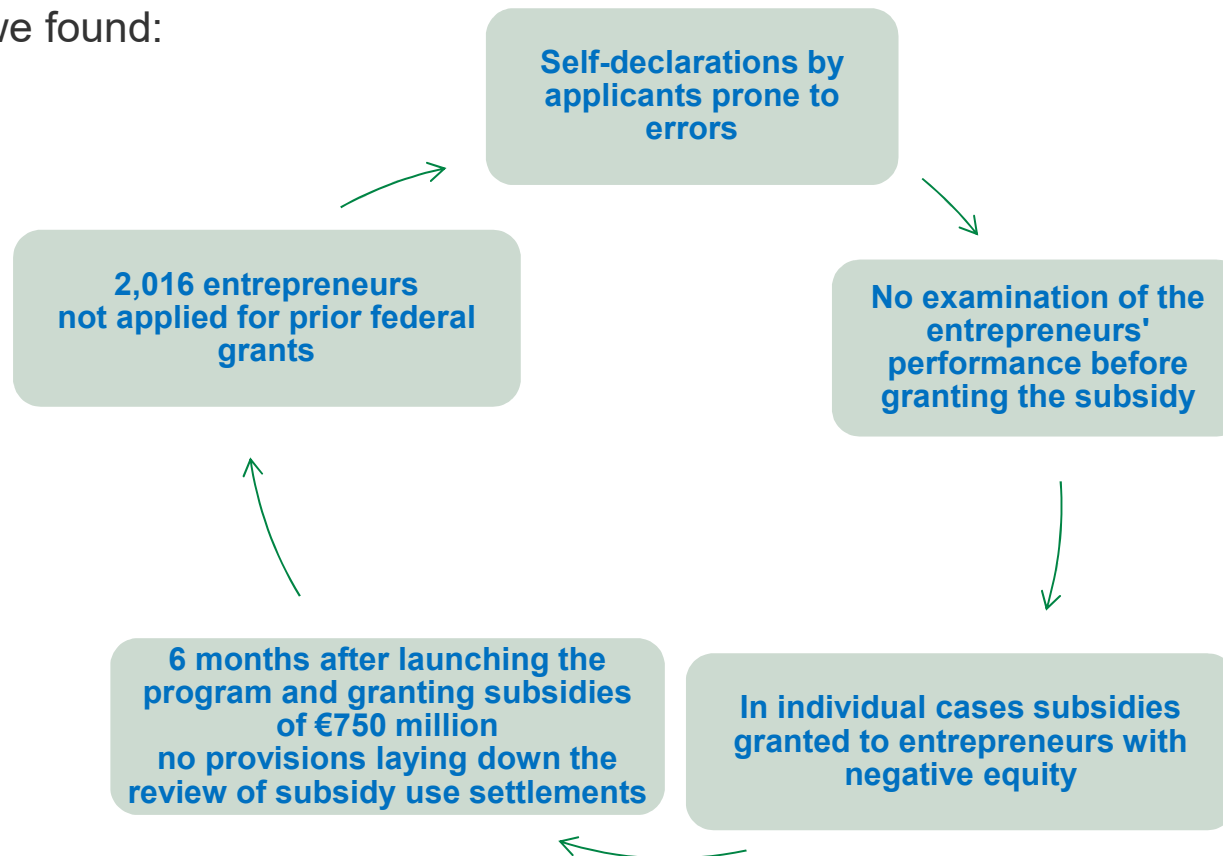 we found:
Self-declarations by
applicants prone to
errors
No examination of the
entrepreneurs'
performance before
granting the subsidy
In individual cases subsidies
granted to entrepreneurs with
negative equity
6 months after launching the
program and granting subsidies
of €750 million
no provisions laying down the
review of subsidy use settlements
2,016 entrepreneurs
not applied for prior federal
grants